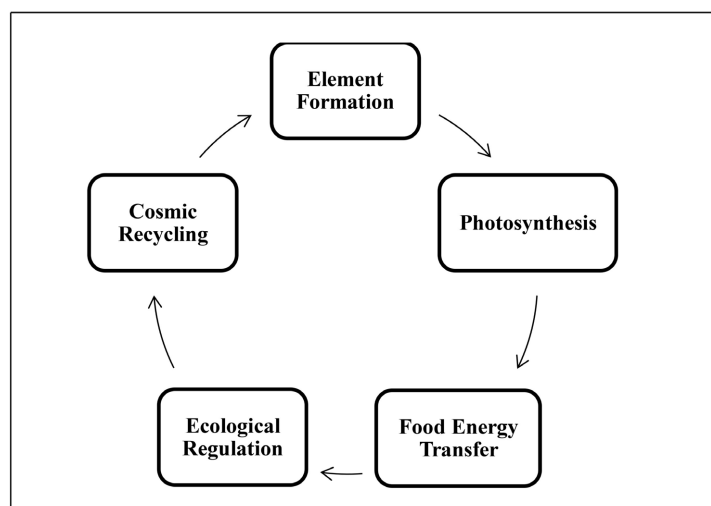 Element
Formation
Photosynthesis
Food Energy
Transfer
Ecological
Regulation
Cosmic
Recycling